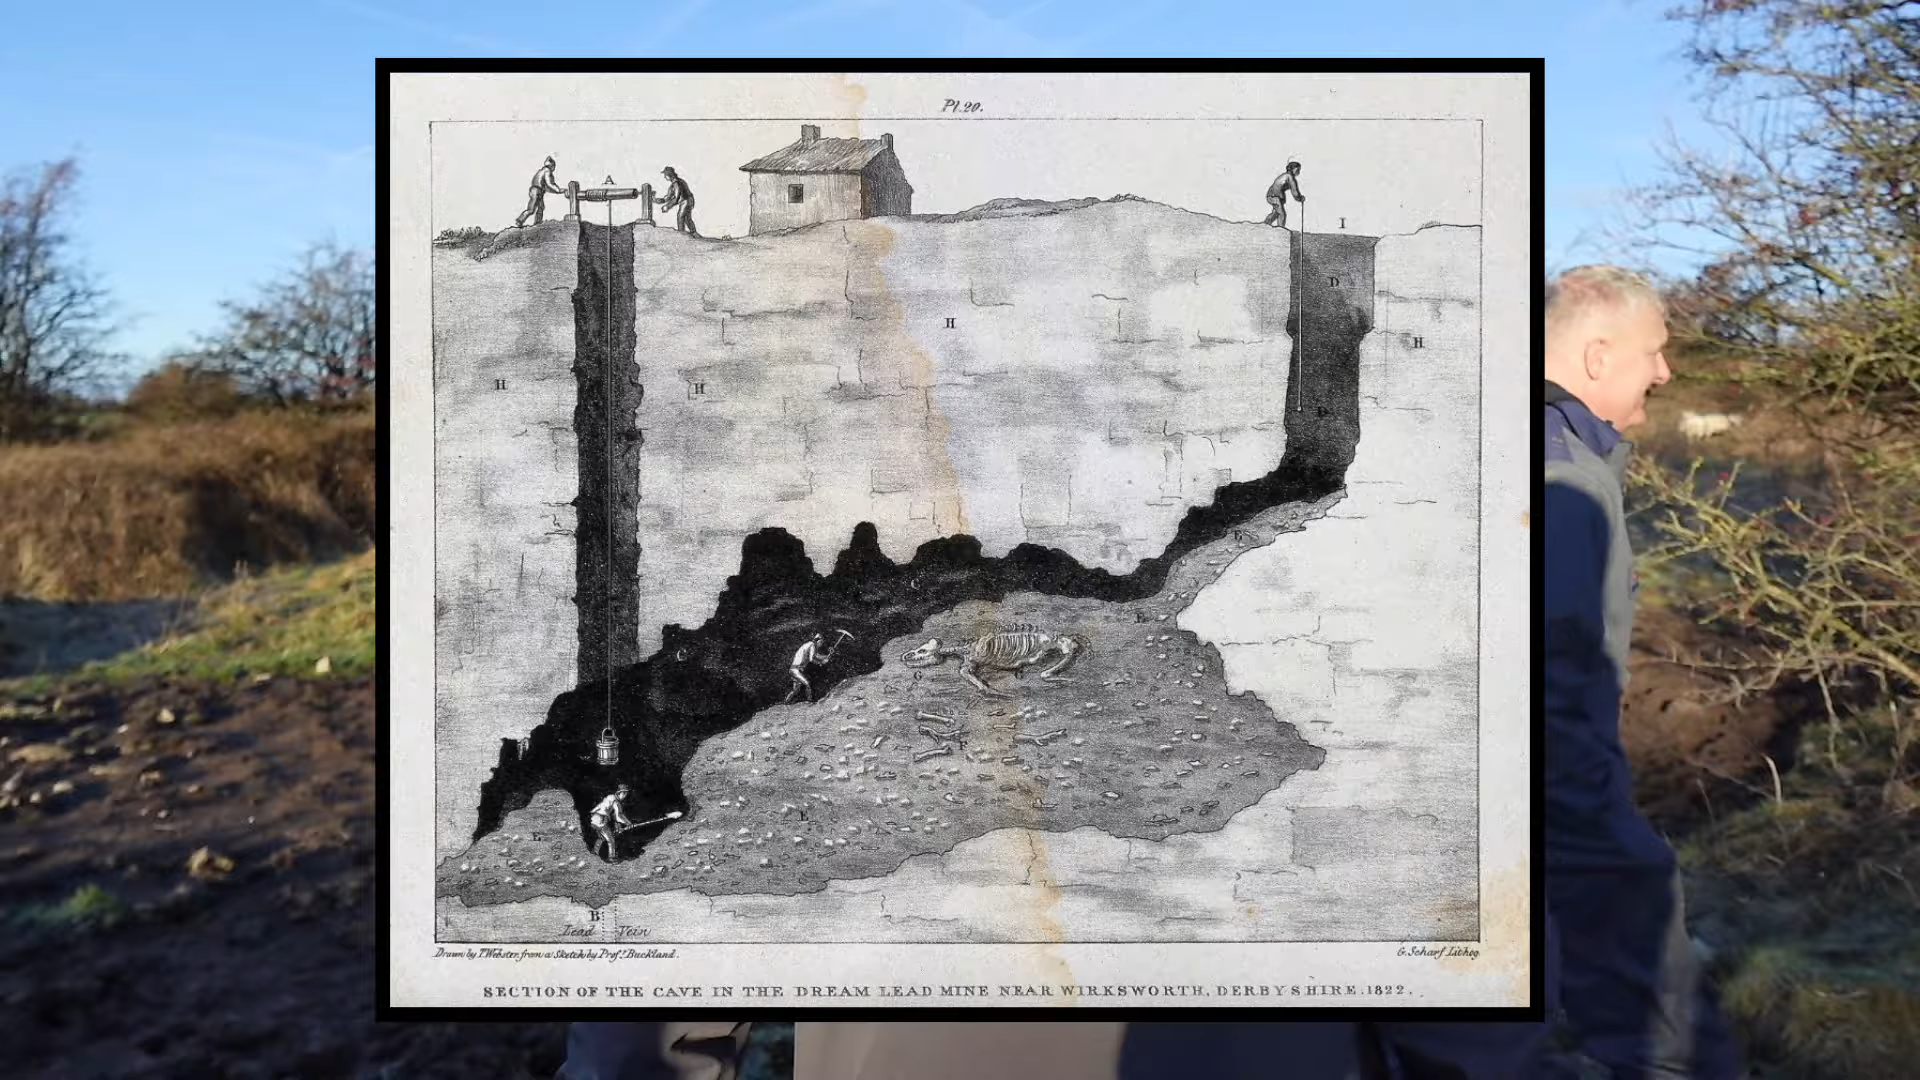 Pl. 20.
A
I
D
H
H
H
H
D
C
E
C
E
G G
F
E
E
B
Lead Vein
Drawn by T. Webster from a Sketch by Prof.r Buckland.
G. Scharf Lithog.
SECTION OF THE CAVE IN THE DREAM LEAD MINE NEAR WIRKSWORTH, DERBYSHIRE. 1822.